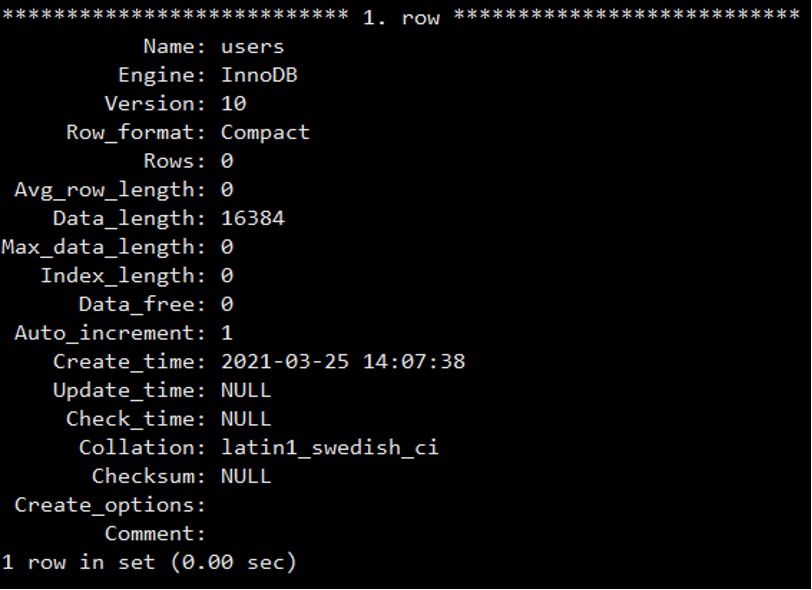 *************************** 1. row ***************************
Name: users
Engine: InnoDB
Version: 10
Row_format: Compact
Rows: 0
Avg_row_length: 0
Data_length: 16384
Max_data_length: 0
Index_length: 0
Data_free: 0
Auto_increment: 1
Create_time: 2021-03-25 14:07:38
Update_time: NULL
Check_time: NULL
Collation: latin1_swedish_ci
Checksum: NULL
Create_options:
Comment:
1 row in set (0.00 sec)